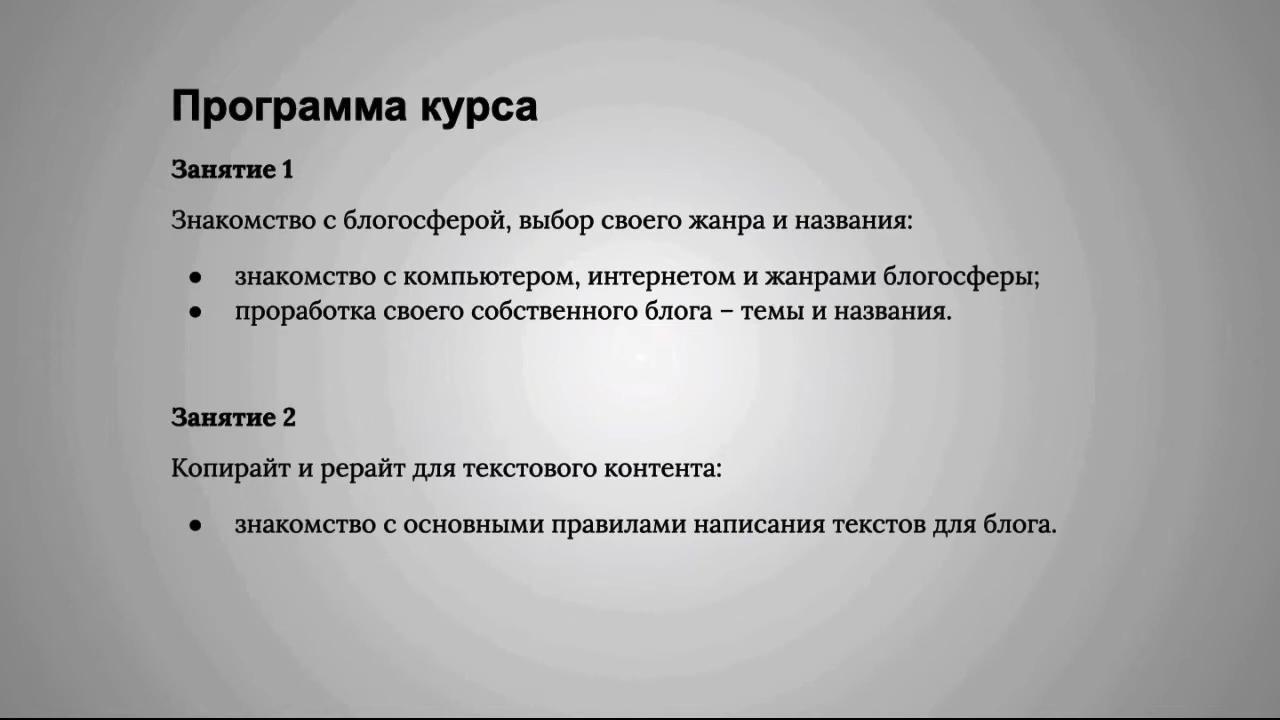 Программа курса
Занятие 1
Знакомство с блогосферой, выбор своего жанра и названия:
● знакомство с компьютером, интернетом и жанрами блогосферы;
● проработка своего собственного блога – темы и названия.
Занятие 2
Копирайт и рерайт для текстового контента:
● знакомство с основными правилами написания текстов для блога.